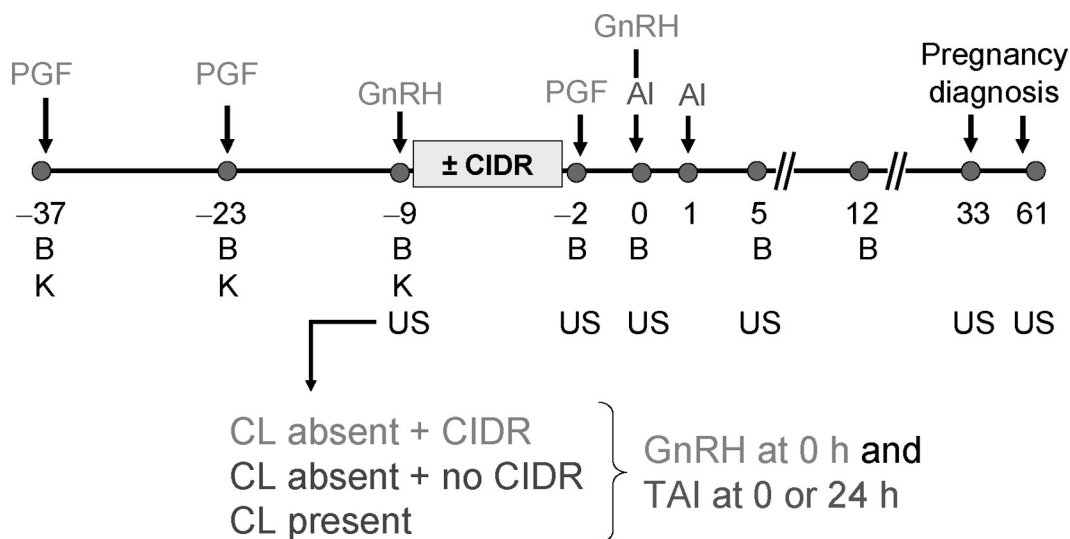 GnRH
PGF PGF GnRH PGF AI AI Pregnancy
diagnosis
± CIDR
–37 –23 –9 –2 0 1 5 12 33 61
B B B B B B B
K K K
US US US US US US
CL absent + CIDR
CL absent + no CIDR
CL present
GnRH at 0 h and
TAI at 0 or 24 h